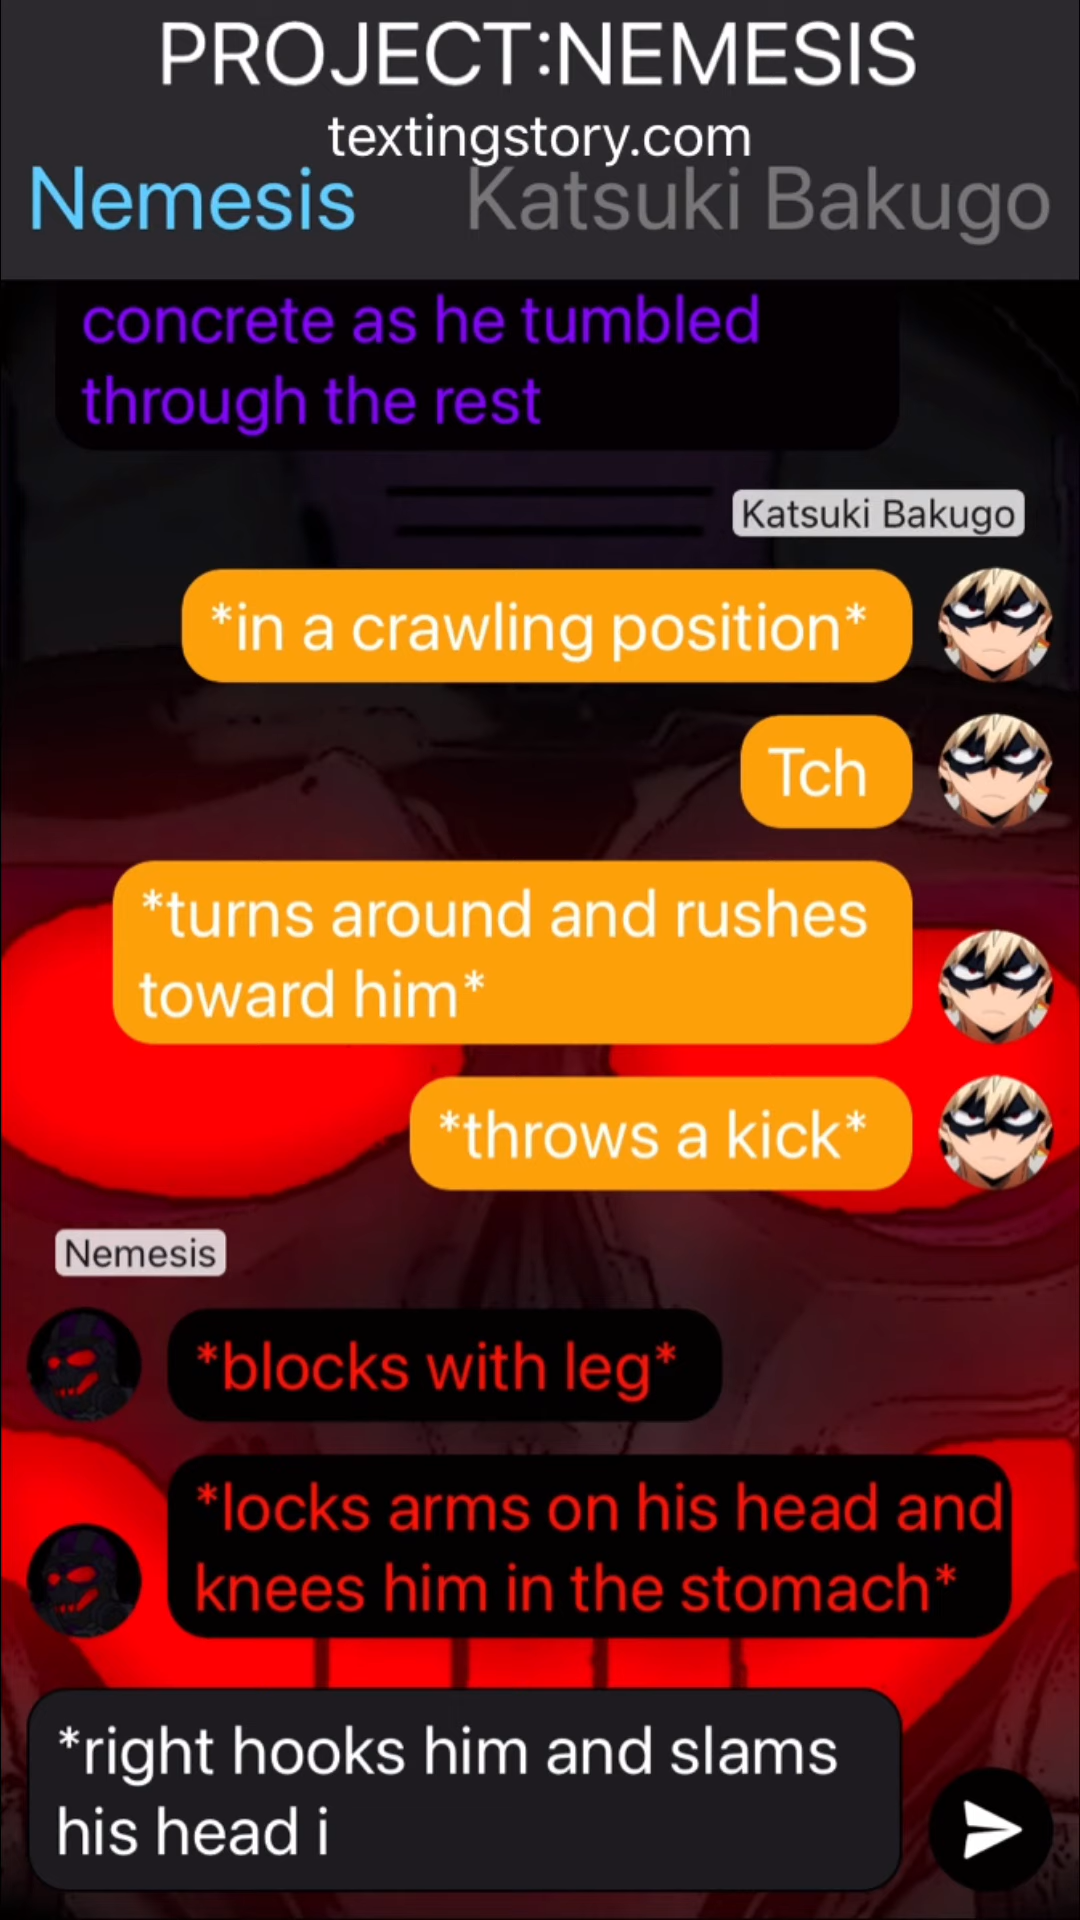 PROJECT:NEMESIS
textingstory.com
Nemesis
Katsuki Bakugo
concrete as he tumbled
through the rest
Katsuki Bakugo
*in a crawling position*
Tch
*turns around and rushes
toward him*
*throws a kick*
Nemesis
*blocks with leg*
*locks arms on his head and
knees him in the stomach*
*right hooks him and slams
his head i